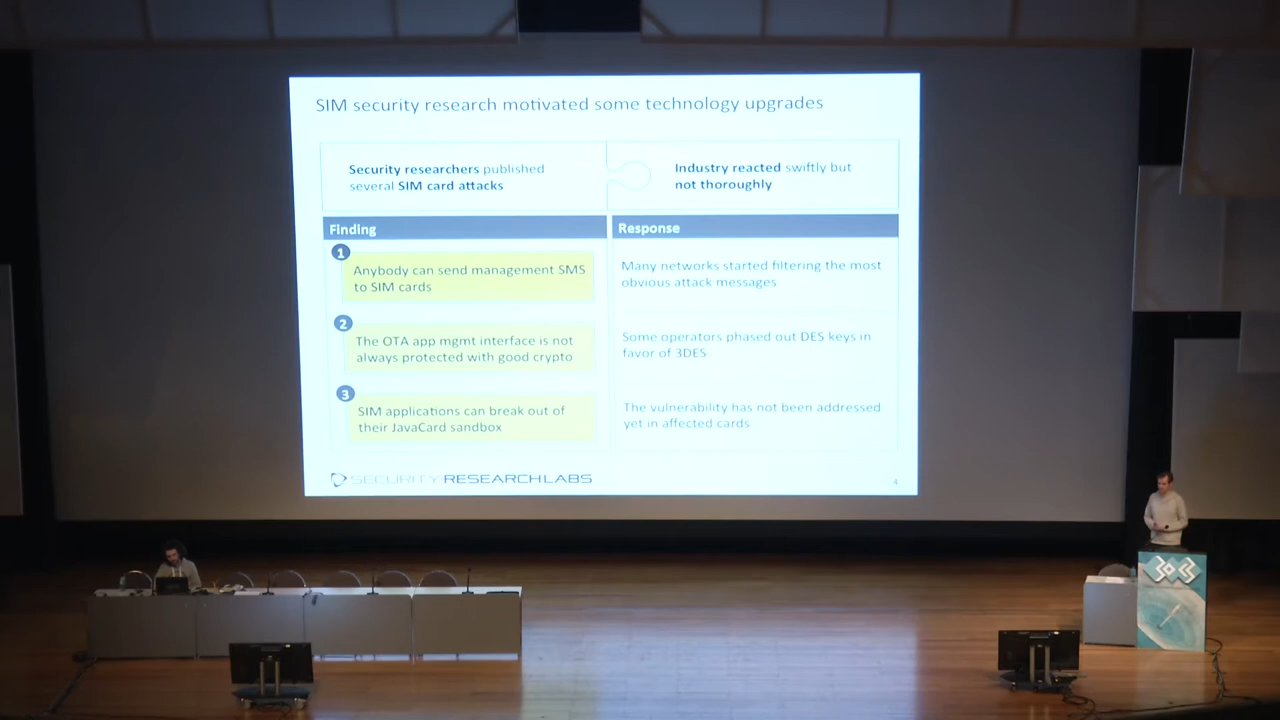 SIM security research motivated some technology upgrades
Security researchers published
several SIM card attacks
Industry reacted swiftly but
not thoroughly
Finding
Response
1
Anybody can send management SMS
to SIM cards
Many networks started filtering the most
obvious attack messages
2
The OTA app mgmt interface is not
always protected with good crypto
Some operators phased out DES keys in
favor of 3DES
3
SIM applications can break out of
their JavaCard sandbox
The vulnerability has not been addressed
yet in affected cards
SECURITY RESEARCH LABS
4
30C3